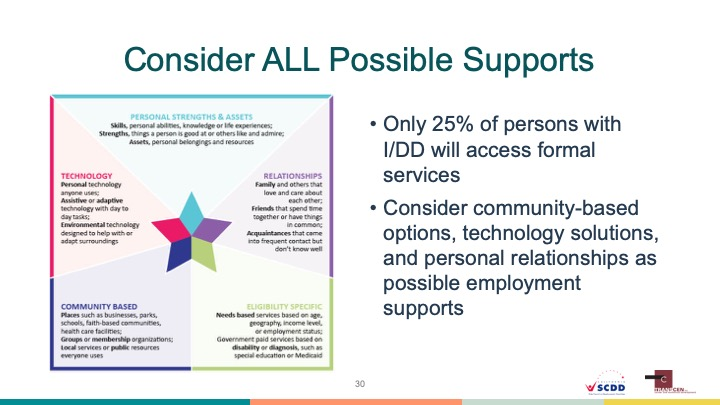 Consider ALL Possible Supports
PERSONAL STRENGTHS & ASSETS
Skills, personal abilities, knowledge or life experiences;
Strengths, things a person is good at or others like and admire;
Assets, personal belongings and resources
TECHNOLOGY
Personal technology
anyone uses;
Assistive or adaptive
technology with day to
day tasks;
Environmental technology
designed to help with or
adapt surroundings
RELATIONSHIPS
Family and others that
love and care about
each other;
Friends that spend time
together or have things
in common;
Acquaintances that come
into frequent contact but
don't know well
COMMUNITY BASED
Places such as businesses, parks,
schools, faith-based communities,
health care facilities;
Groups or membership organizations;
Local services or public resources
everyone uses
ELIGIBILITY SPECIFIC
Needs based services based on age,
geography, income level,
or employment status;
Government paid services based on
disability or diagnosis, such as
special education or Medicaid
• Only 25% of persons with
I/DD will access formal
services
• Consider community-based
options, technology solutions,
and personal relationships as
possible employment
supports
30
SCDD